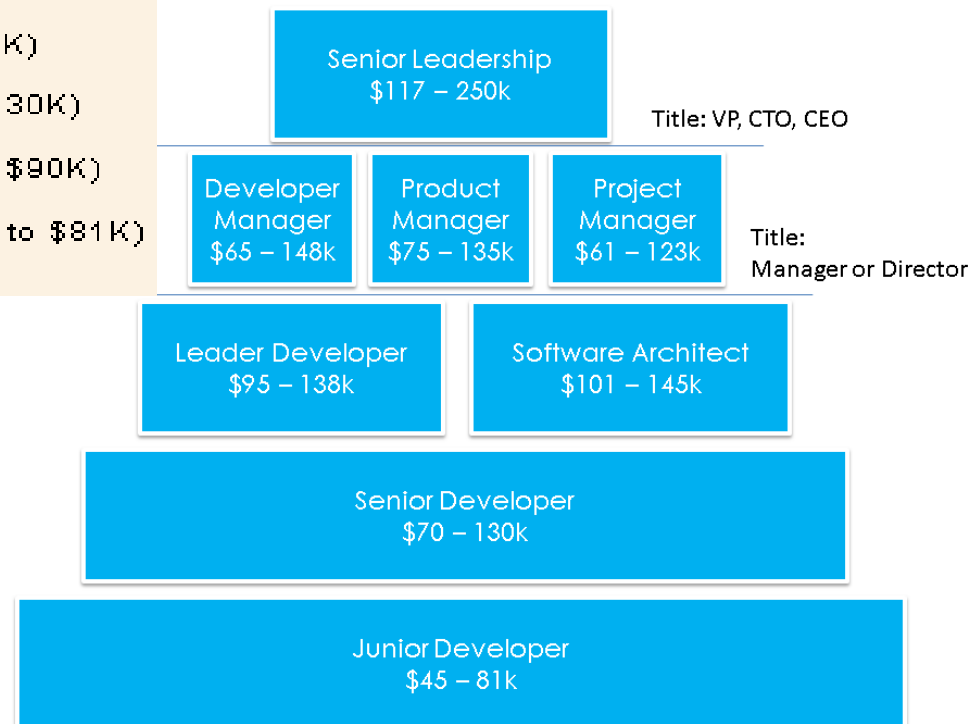 K)
30K)
$90K)
to $81K)
Senior Leadership
$117 – 250k
Title: VP, CTO, CEO
Developer
Manager
$65 – 148k
Product
Manager
$75 – 135k
Project
Manager
$61 – 123k
Title:
Manager or Director
Leader Developer
$95 – 138k
Software Architect
$101 – 145k
Senior Developer
$70 – 130k
Junior Developer
$45 – 81k